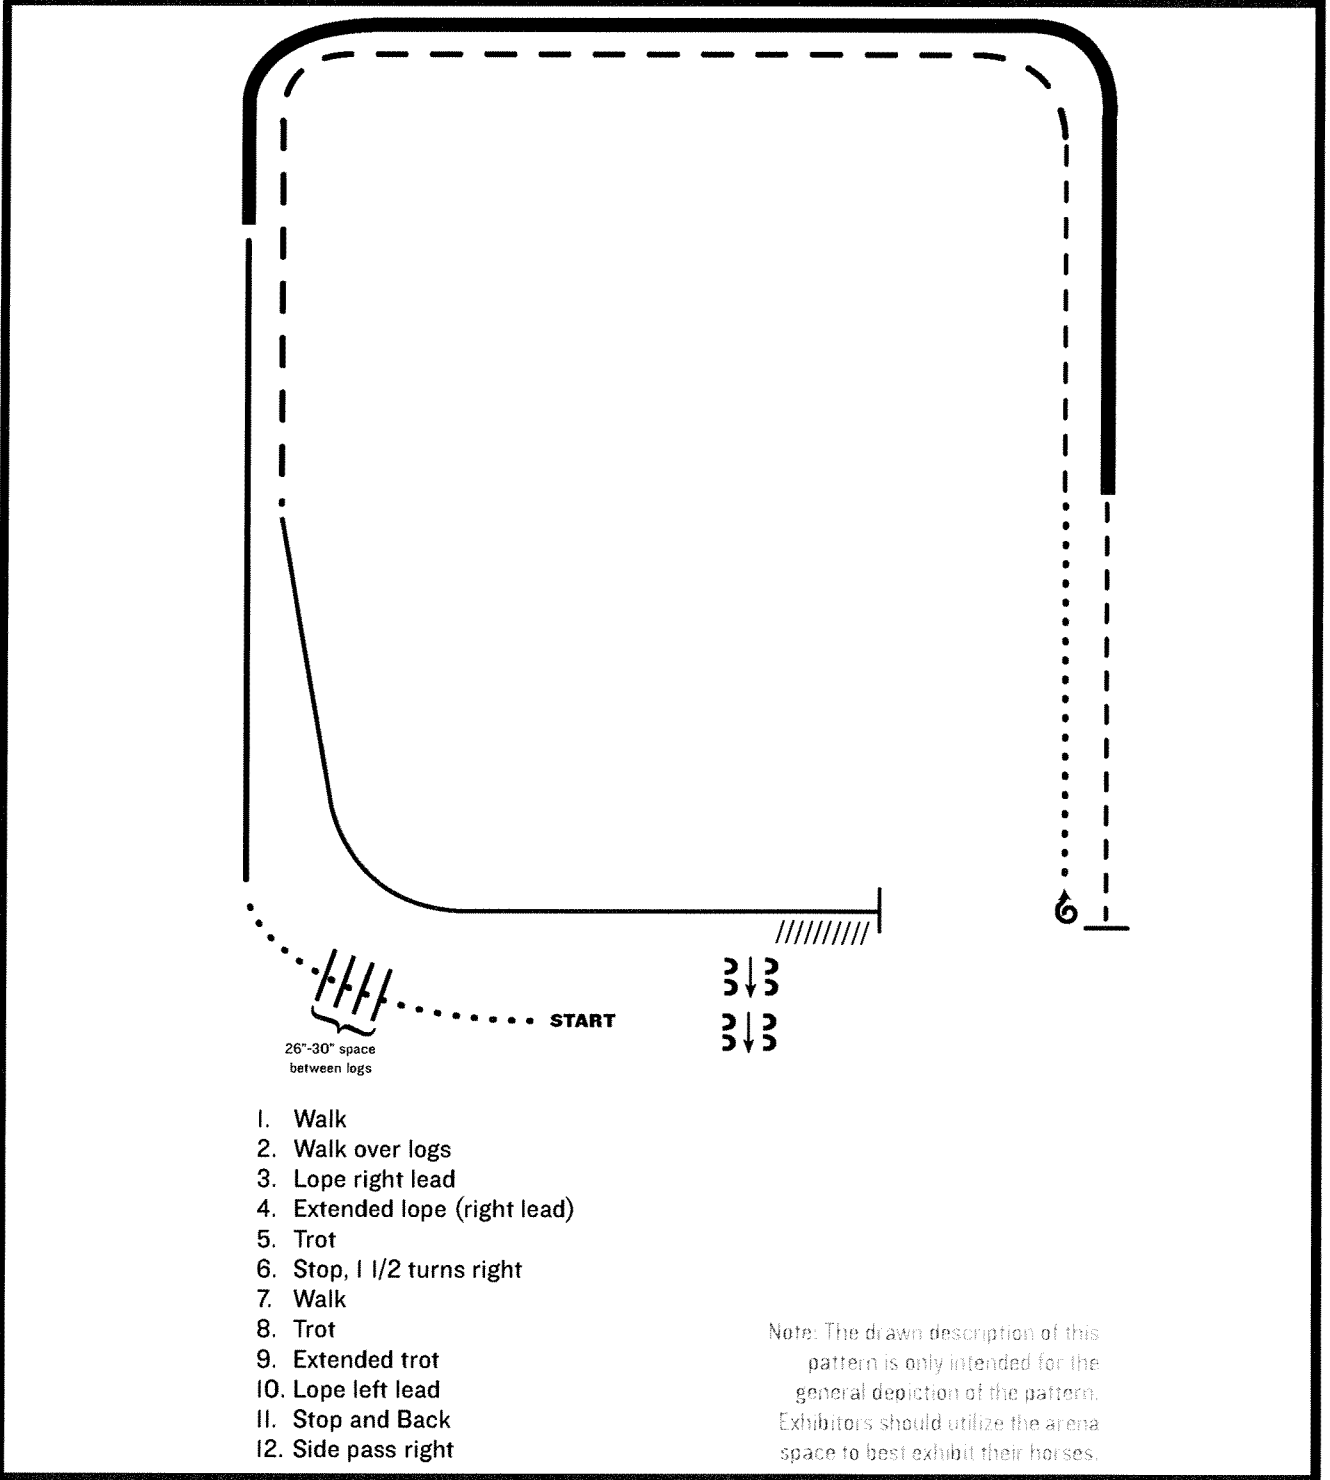 START
26"-30" space
between logs
1. Walk
2. Walk over logs
3. Lope right lead
4. Extended lope (right lead)
5. Trot
6. Stop, 1 1/2 turns right
7. Walk
8. Trot
9. Extended trot
10. Lope left lead
11. Stop and Back
12. Side pass right
Note: The drawn description of this
pattern is only intended for the
general depiction of the pattern.
Exhibitors should utilize the arena
space to best exhibit their horses.